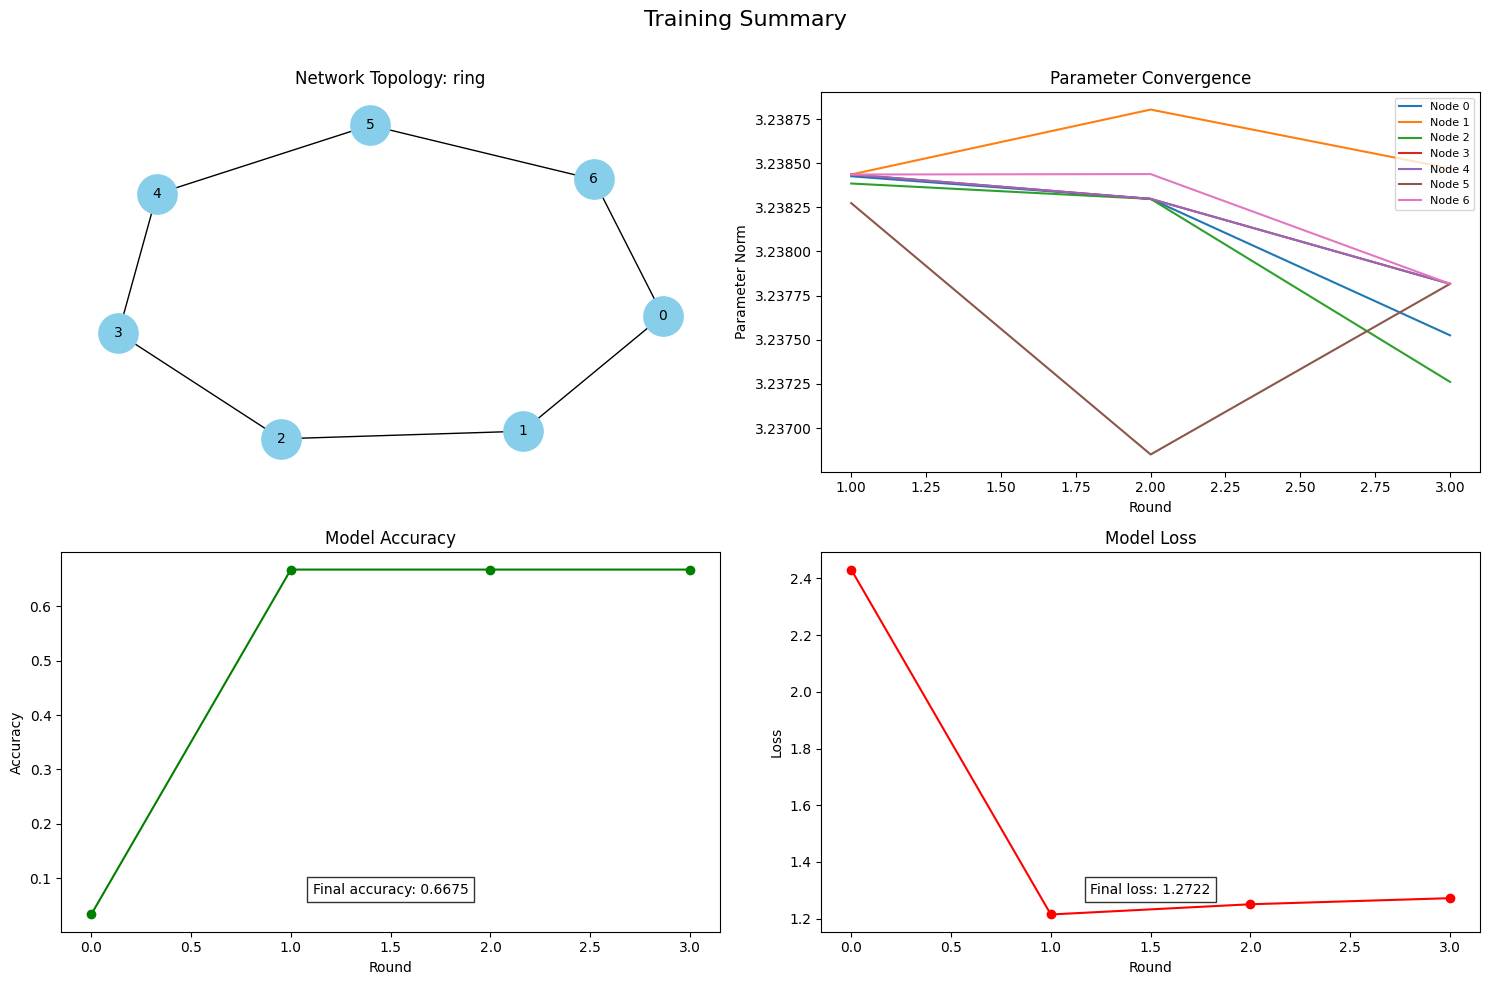 Training Summary
Network Topology: ring
5
6
4
0
3
1
2
Parameter Convergence
Parameter Norm
3.23875
3.23850
3.23825
3.23800
3.23775
3.23750
3.23725
3.23700
Node 0
Node 1
Node 2
Node 3
Node 4
Node 5
Node 6
1.00 1.25 1.50 1.75 2.00 2.25 2.50 2.75 3.00
Round
Model Accuracy
Accuracy
0.6
0.5
0.4
0.3
0.2
0.1
Final accuracy: 0.6675
0.0 0.5 1.0 1.5 2.0 2.5 3.0
Round
Model Loss
Loss
2.4
2.2
2.0
1.8
1.6
1.4
1.2
Final loss: 1.2722
0.0 0.5 1.0 1.5 2.0 2.5 3.0
Round